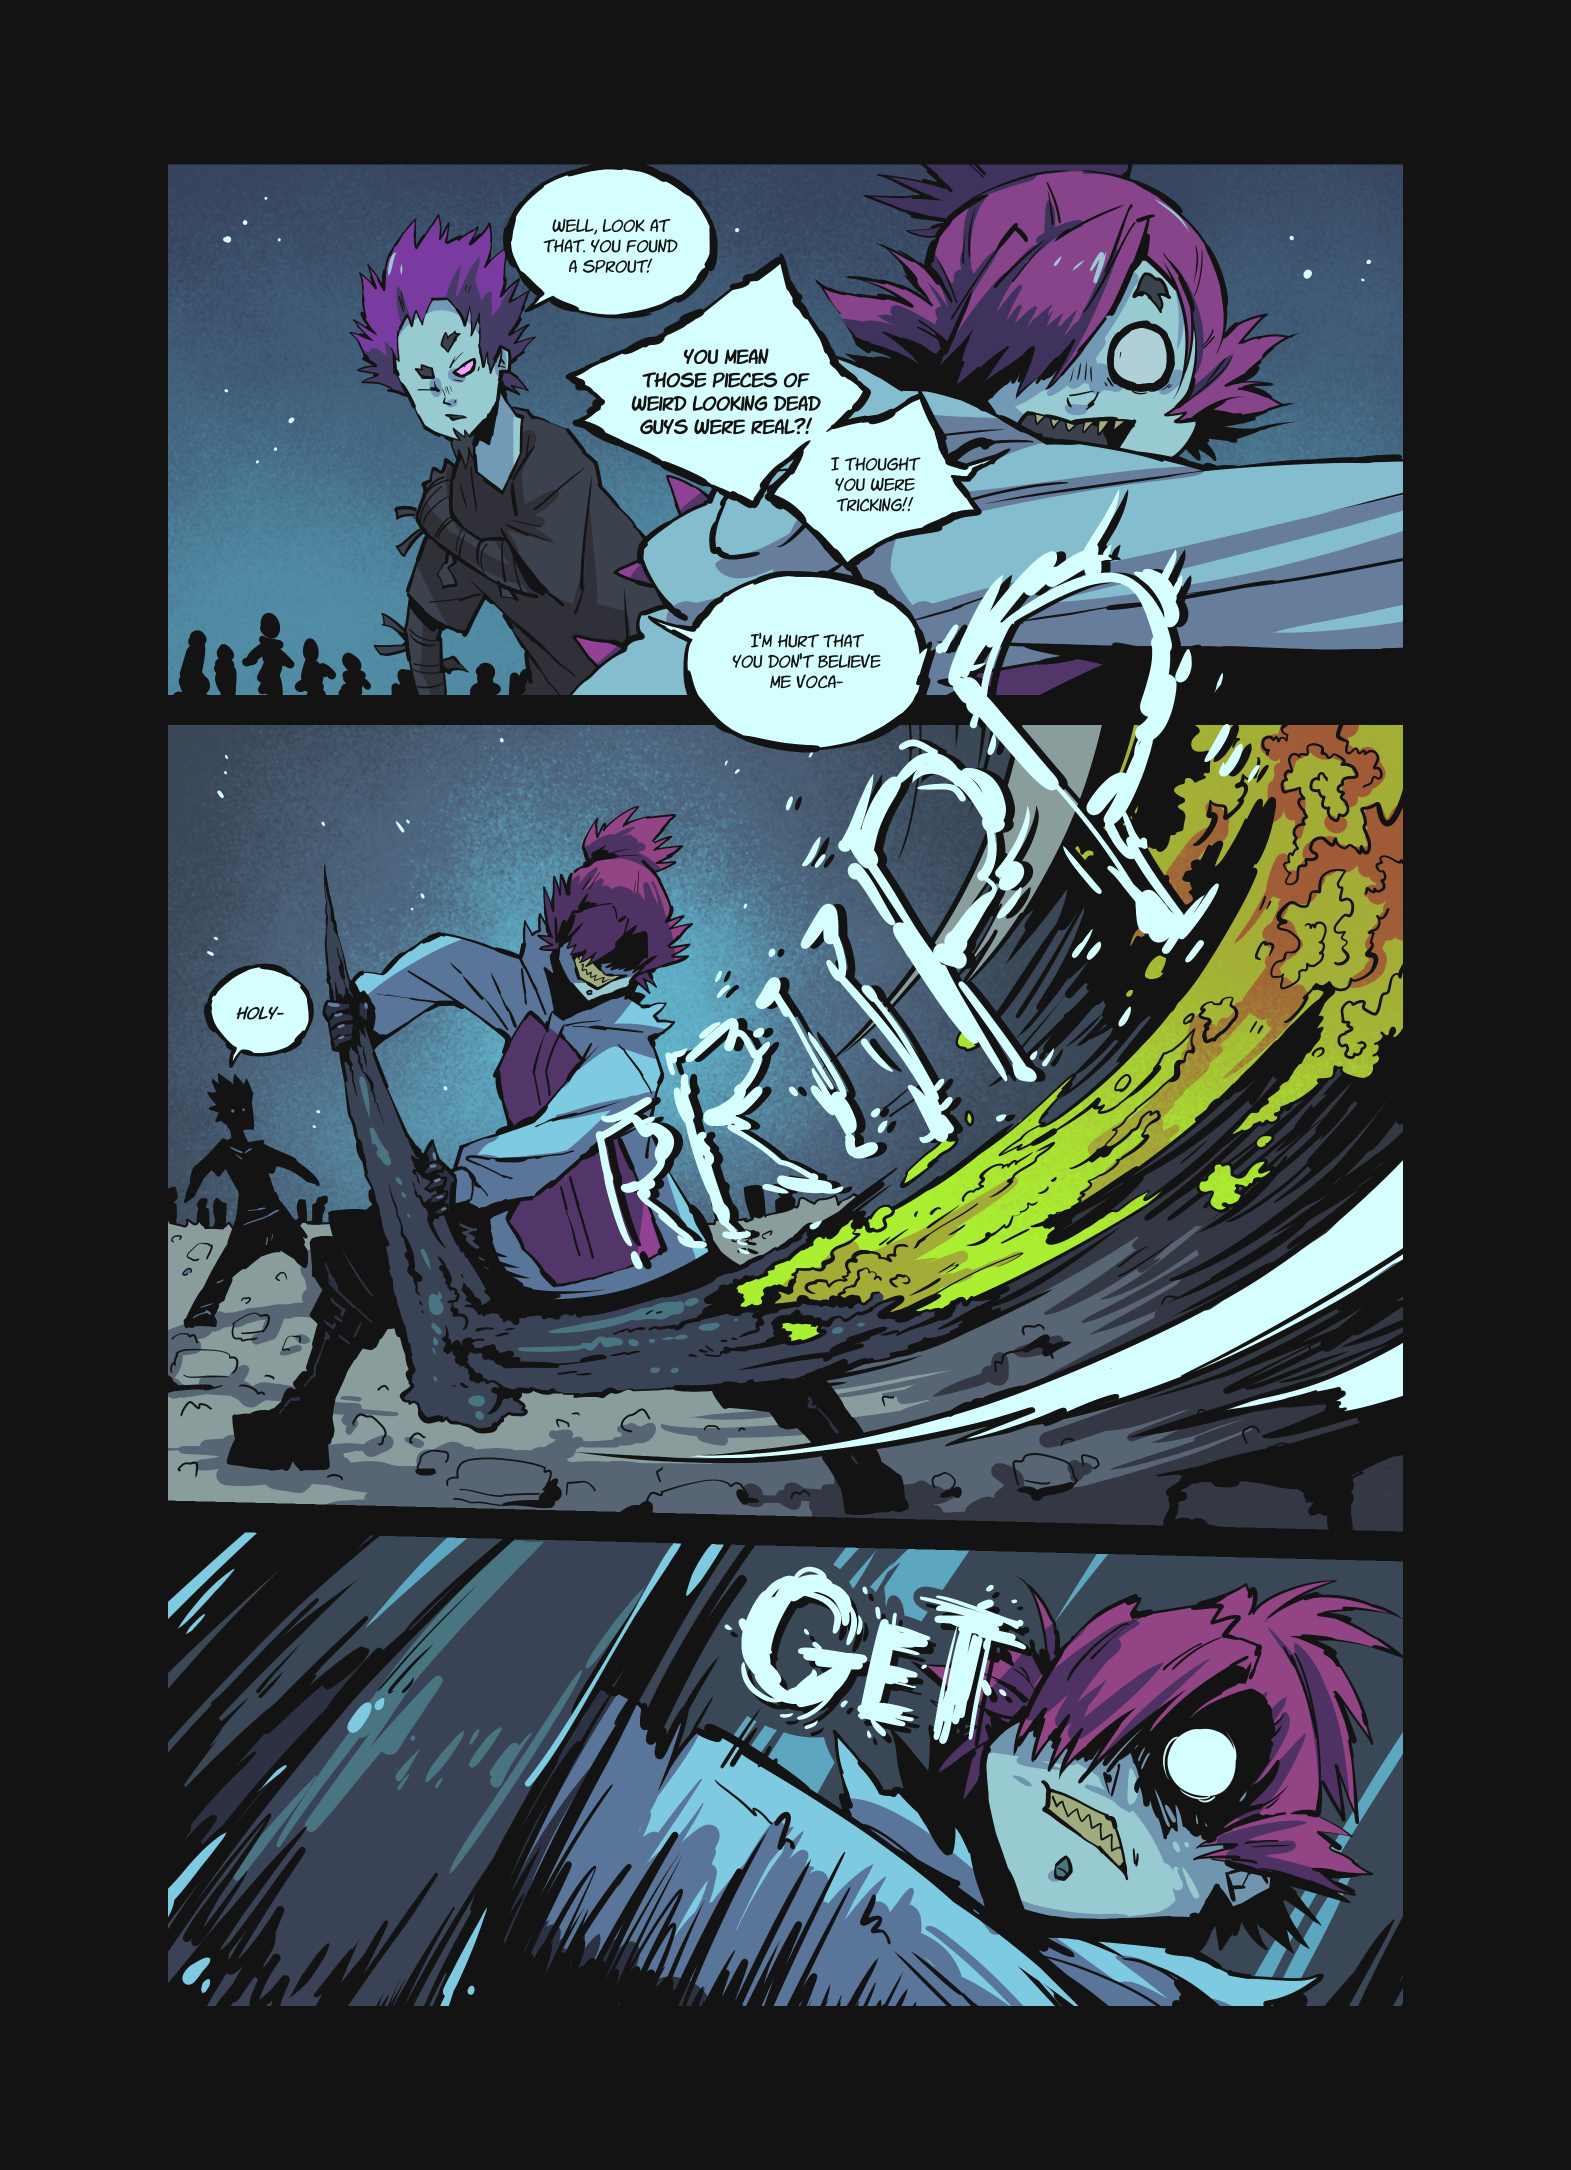 WELL, LOOK AT
THAT. YOU FOUND
A SPROUT!
YOU MEAN
THOSE PIECES OF
WEIRD LOOKING DEAD
GUYS WERE REAL?!
I THOUGHT
YOU WERE
TRICKING!!
I'M HURT THAT
YOU DON'T BELIEVE
ME VOCA-
HOLY-
RRIIPP
GET